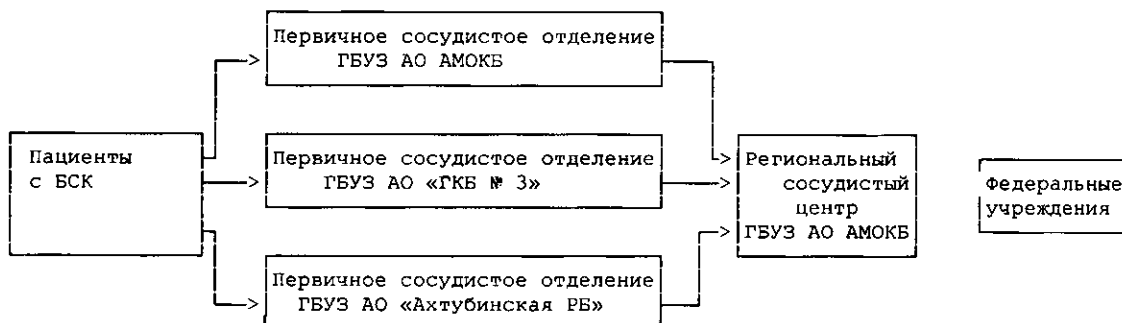 Первичное сосудистое отделение
ГБУЗ АО АМОКБ
Пациенты
с БСК
Первичное сосудистое отделение
ГБУЗ АО «ГКБ № 3»
Региональный
сосудистый
центр
ГБУЗ АО АМОКБ
Федеральные
учреждения
Первичное сосудистое отделение
ГБУЗ АО «Ахтубинская РБ»